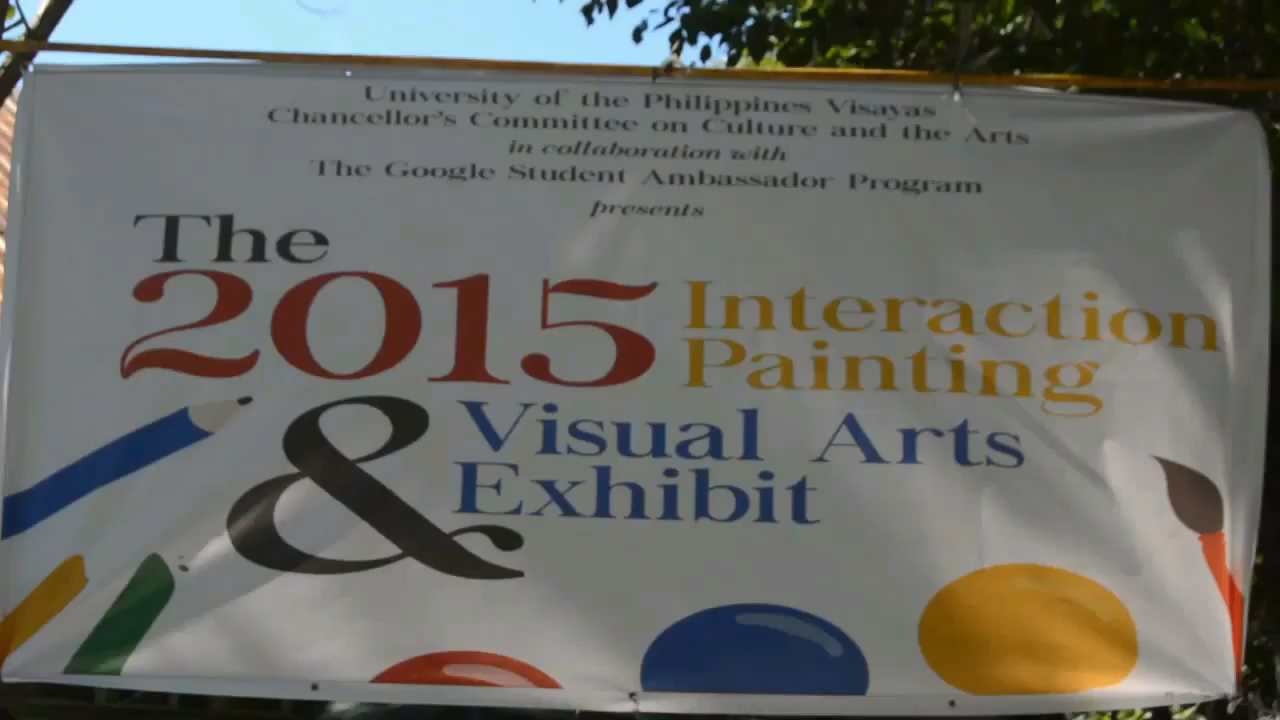 University of the Philippines Visayas
Chancellor's Committee on Culture and the Arts
in collaboration with
The Google Student Ambassador Program
presents
The
2015 Interaction
Painting
& Visual Arts
Exhibit